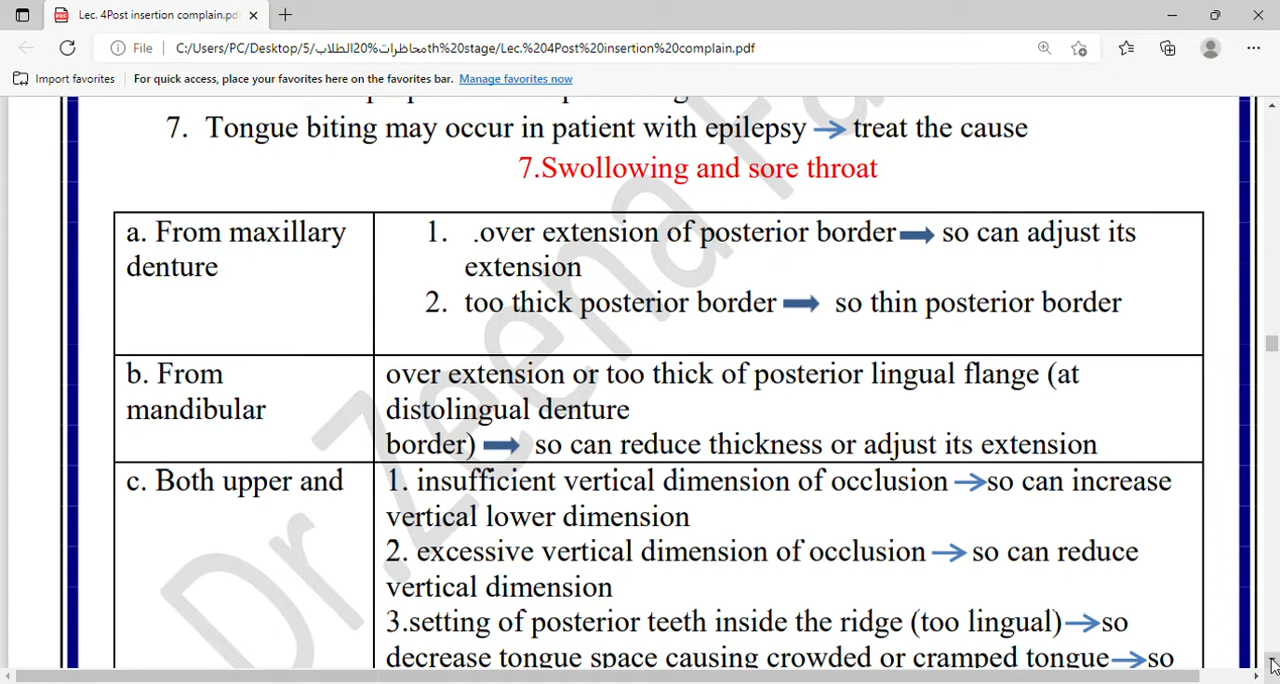 Lec. 4Post insertion complain.pd
File C:/Users/PC/Desktop/5/محاظرات%20الطلابth%20stage/Lec.%204Post%20insertion%20complain.pdf
Import favorites For quick access, place your favorites here on the favorites bar. Manage favorites now
7. Tongue biting may occur in patient with epilepsy → treat the cause
7.Swollowing and sore throat
a. From maxillary
denture
1. .over extension of posterior border → so can adjust its
extension
2. too thick posterior border → so thin posterior border
b. From
mandibular
over extension or too thick of posterior lingual flange (at
distolingual denture
border) → so can reduce thickness or adjust its extension
c. Both upper and
1. insufficient vertical dimension of occlusion →so can increase
vertical lower dimension
2. excessive vertical dimension of occlusion → so can reduce
vertical dimension
3.setting of posterior teeth inside the ridge (too lingual)→so
decrease tongue space causing crowded or cramped tongue→so
Dr.Zeena Fa